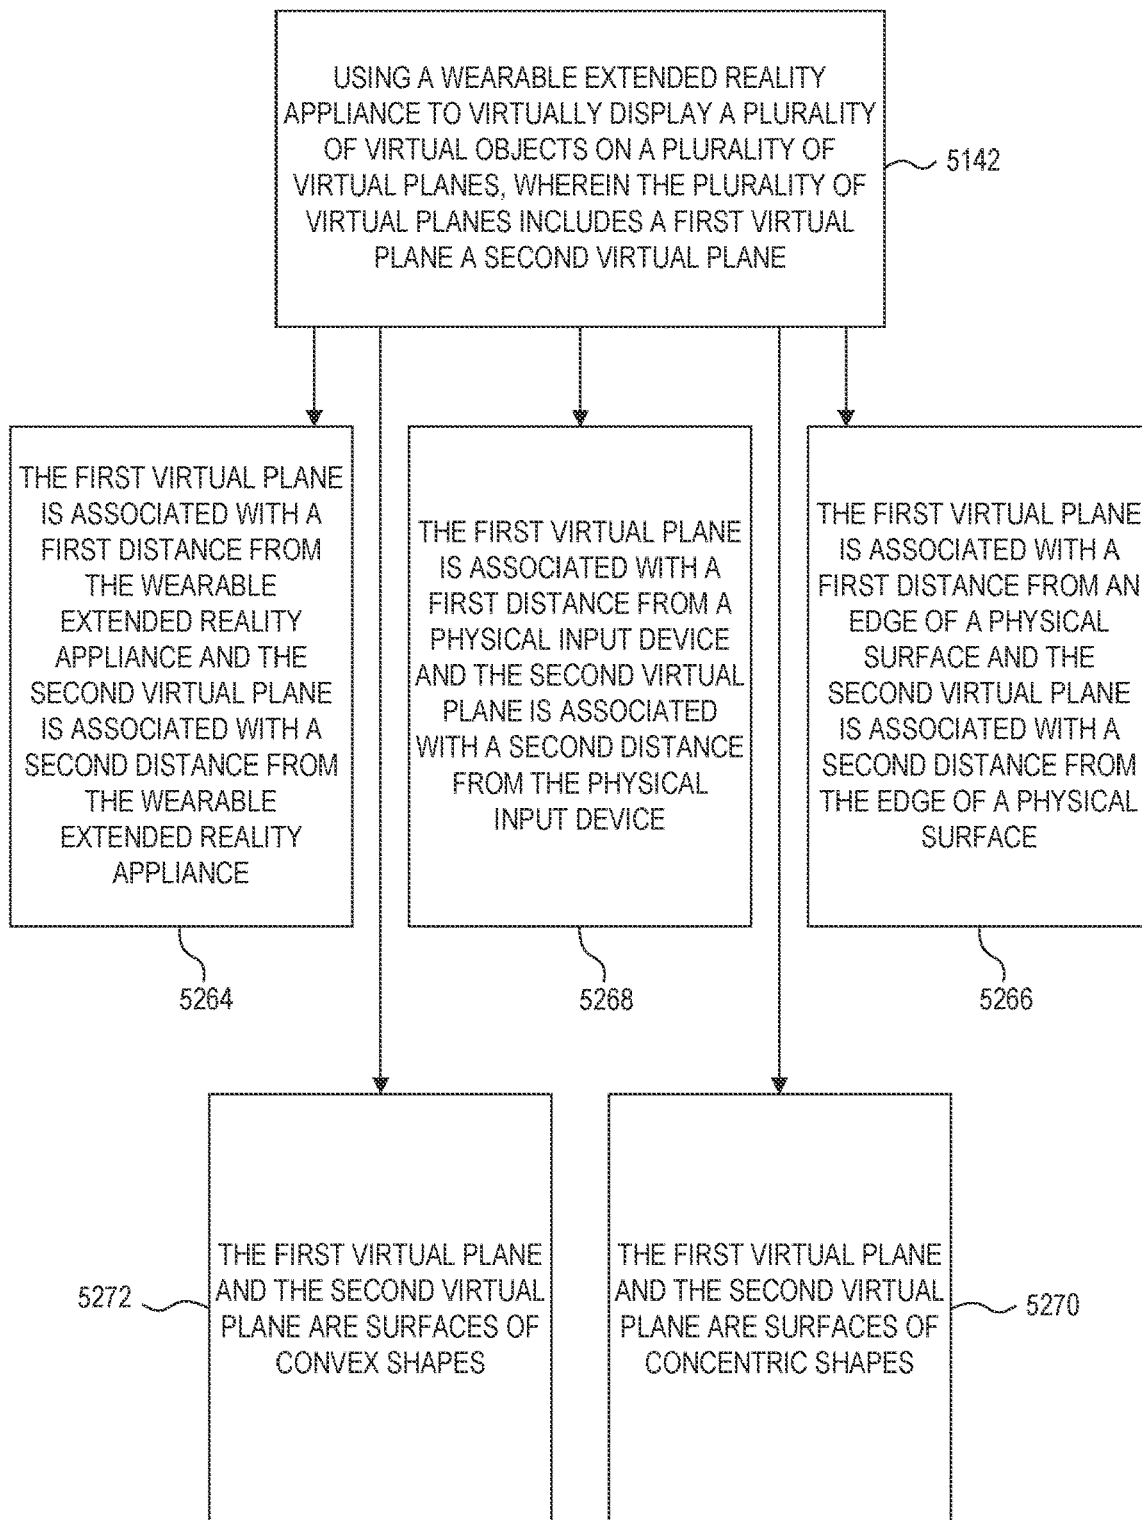 USING A WEARABLE EXTENDED REALITY
APPLIANCE TO VIRTUALLY DISPLAY A PLURALITY
OF VIRTUAL OBJECTS ON A PLURALITY OF
VIRTUAL PLANES, WHEREIN THE PLURALITY OF
VIRTUAL PLANES INCLUDES A FIRST VIRTUAL
PLANE A SECOND VIRTUAL PLANE
5142
THE FIRST VIRTUAL PLANE
IS ASSOCIATED WITH A
FIRST DISTANCE FROM
THE WEARABLE
EXTENDED REALITY
APPLIANCE AND THE
SECOND VIRTUAL PLANE
IS ASSOCIATED WITH A
SECOND DISTANCE FROM
THE WEARABLE
EXTENDED REALITY
APPLIANCE
5264
THE FIRST VIRTUAL PLANE
IS ASSOCIATED WITH A
FIRST DISTANCE FROM A
PHYSICAL INPUT DEVICE
AND THE SECOND VIRTUAL
PLANE IS ASSOCIATED
WITH A SECOND DISTANCE
FROM THE PHYSICAL
INPUT DEVICE
5268
THE FIRST VIRTUAL PLANE
IS ASSOCIATED WITH A
FIRST DISTANCE FROM AN
EDGE OF A PHYSICAL
SURFACE AND THE
SECOND VIRTUAL PLANE
IS ASSOCIATED WITH A
SECOND DISTANCE FROM
THE EDGE OF A PHYSICAL
SURFACE
5266
THE FIRST VIRTUAL PLANE
AND THE SECOND VIRTUAL
PLANE ARE SURFACES OF
CONVEX SHAPES
5272
THE FIRST VIRTUAL PLANE
AND THE SECOND VIRTUAL
PLANE ARE SURFACES OF
CONCENTRIC SHAPES
5270